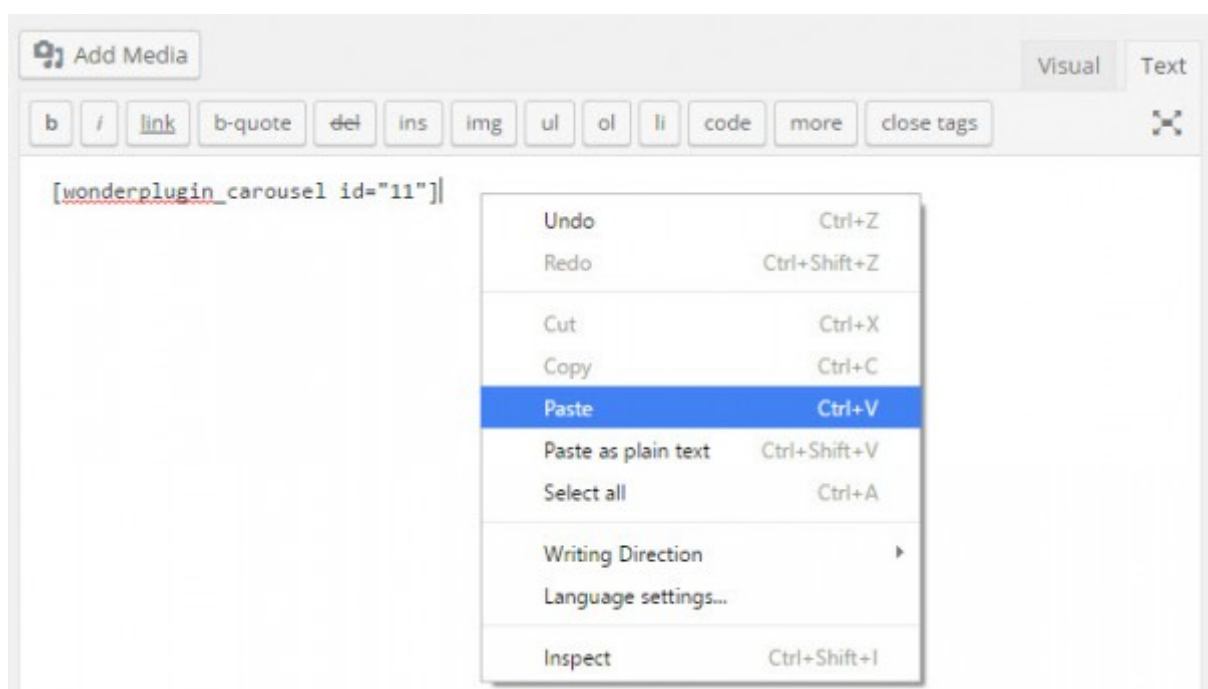 Add Media
Visual Text
b i link b-quote del ins img ul ol li code more close tags
[wonderplugin_carousel id="11"]
Undo Ctrl+Z
Redo Ctrl+Shift+Z
Cut Ctrl+X
Copy Ctrl+C
Paste Ctrl+V
Paste as plain text Ctrl+Shift+V
Select all Ctrl+A
Writing Direction
Language settings...
Inspect Ctrl+Shift+I